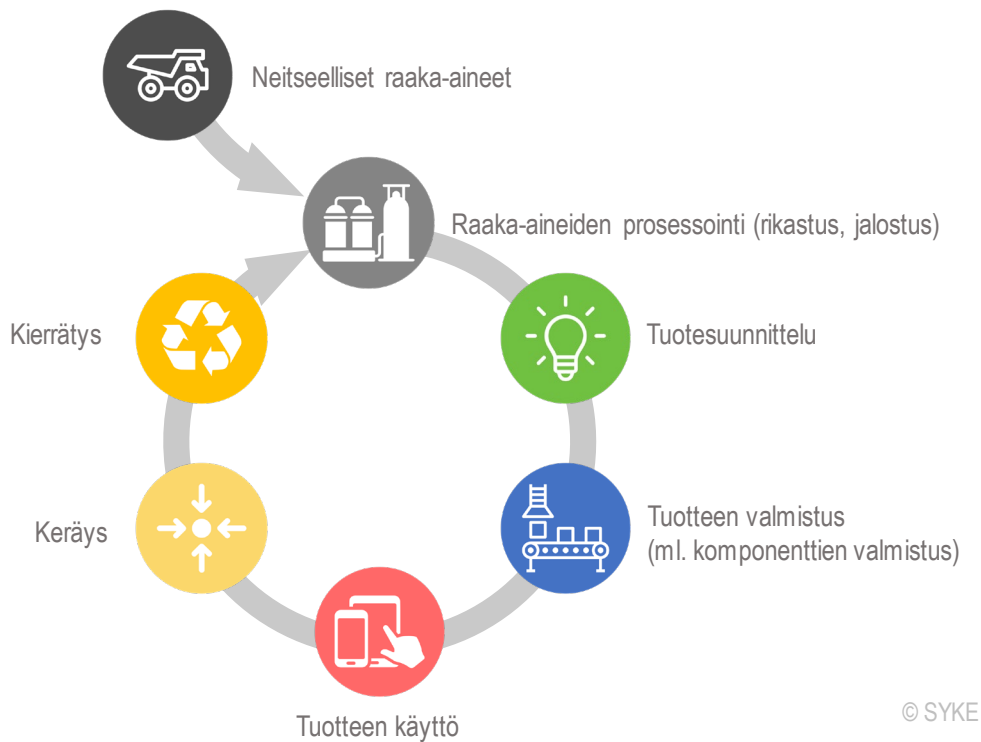 Neitseelliset raaka-aineet
Raaka-aineiden prosessointi (rikastus, jalostus)
Kierrätys
Tuotesuunnittelu
Keräys
Tuotteen valmistus
(ml. komponenttien valmistus)
Tuotteen käyttö
© SYKE